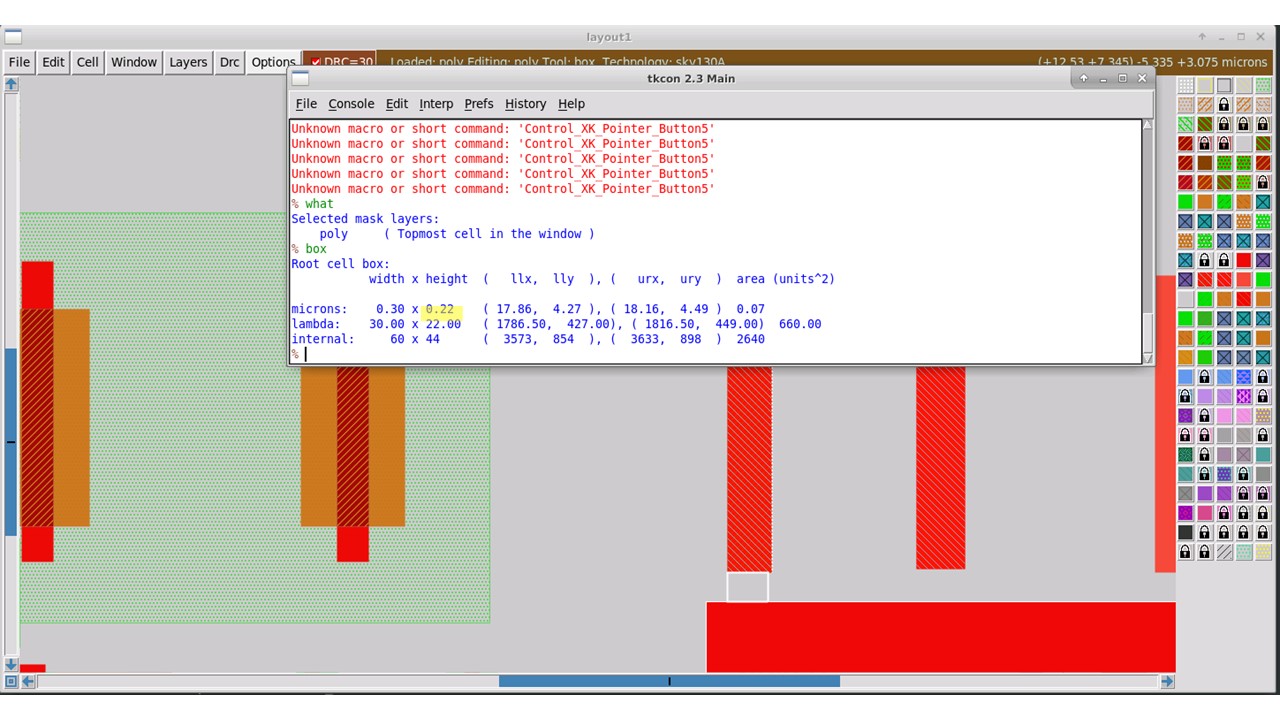 layout1
File Edit Cell Window Layers Drc Options DRC=30 Loaded: poly Editing: poly Tool: box Technology: sky130A (+12.53 +7.345) -5.335 +3.075 microns
tkcon 2.3 Main
File Console Edit Interp Prefs History Help
Unknown macro or short command: 'Control_XK_Pointer_Button5'
Unknown macro or short command: 'Control_XK_Pointer_Button5'
Unknown macro or short command: 'Control_XK_Pointer_Button5'
Unknown macro or short command: 'Control_XK_Pointer_Button5'
Unknown macro or short command: 'Control_XK_Pointer_Button5'
% what
Selected mask layers:
poly ( Topmost cell in the window )
% box
Root cell box:
width x height ( llx, lly ), ( urx, ury ) area (units^2)
microns: 0.30 x 0.22 ( 17.86, 4.27 ), ( 18.16, 4.49 ) 0.07
lambda: 30.00 x 22.00 ( 1786.50, 427.00), ( 1816.50, 449.00) 660.00
internal: 60 x 44 ( 3573, 854 ), ( 3633, 898 ) 2640
%